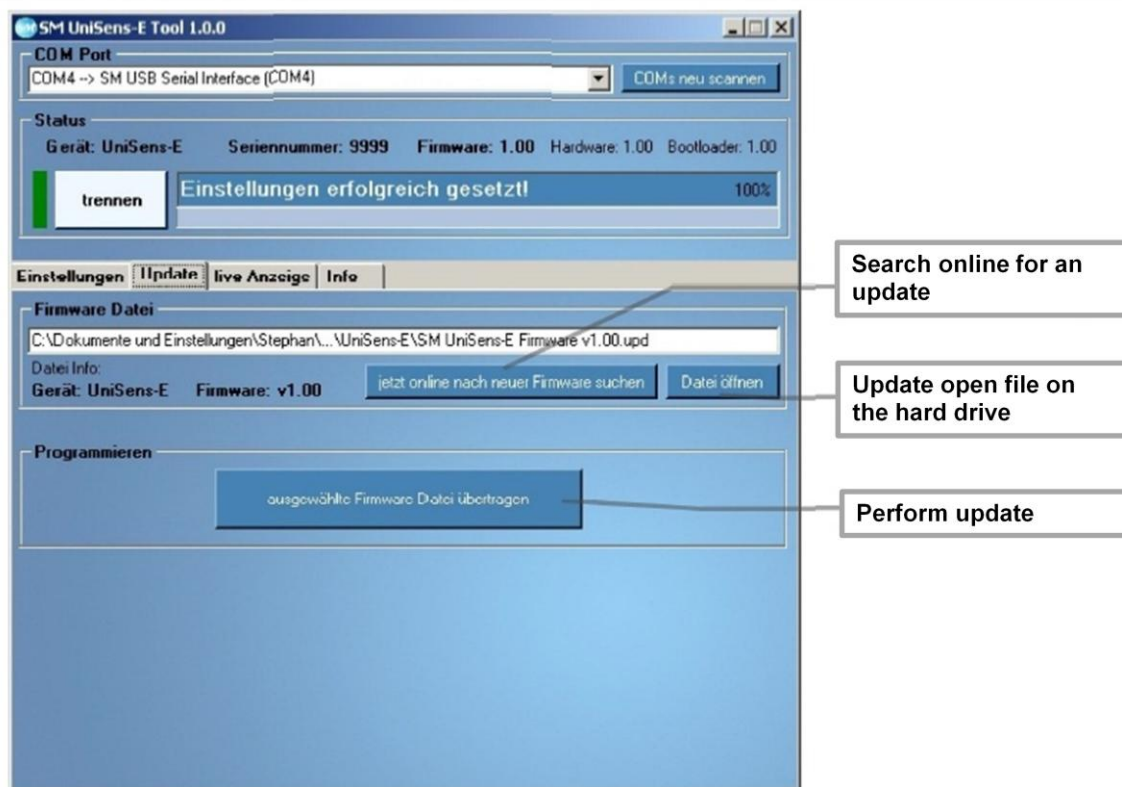 SM UniSens-E Tool 1.0.0
COM Port
COM4 --> SM USB Serial Interface (COM4)
COMs neu scannen
Status
Gerät: UniSens-E Seriennummer: 9999 Firmware: 1.00 Hardware: 1.00 Bootloader: 1.00
trennen
Einstellungen erfolgreich gesetzt!
100%
Einstellungen Update live Anzeige Info
Firmware Datei
C:\Dokumente und Einstellungen\Stephan\...\UniSens-E\SM UniSens-E Firmware v1.00.upd
Datei Info:
Gerät: UniSens-E Firmware: v1.00
jetzt online nach neuer Firmware suchen
Datei öffnen
Programmieren
ausgewählte Firmware Datei übertragen
Search online for an
update
Update open file on
the hard drive
Perform update